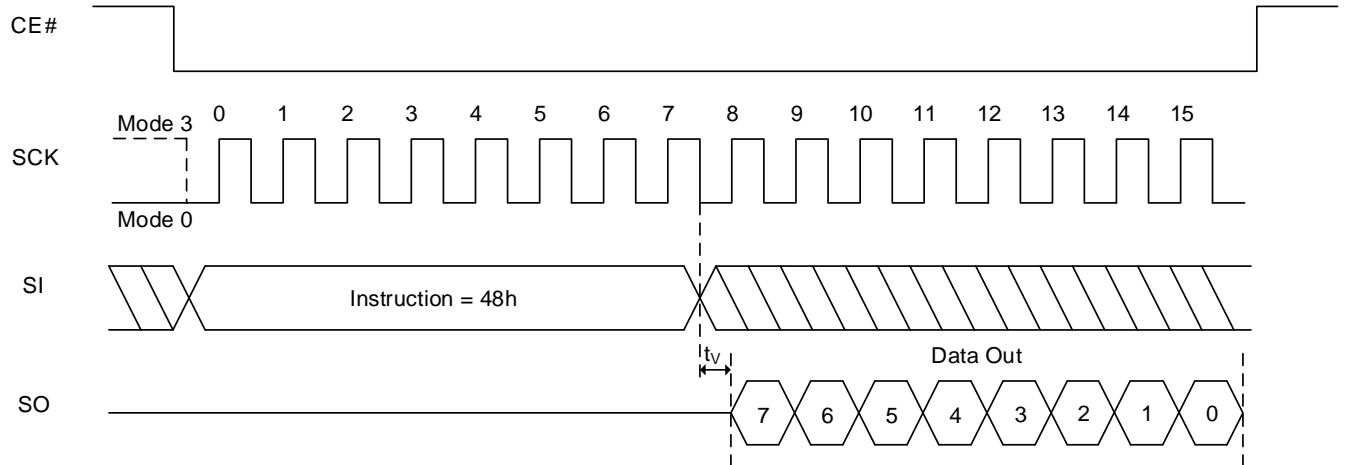 CE#
0 1 2 3 4 5 6 7 8 9 10 11 12 13 14 15
Mode 3
SCK
Mode 0
SI
Instruction = 48h
tV
Data Out
SO
7 6 5 4 3 2 1 0